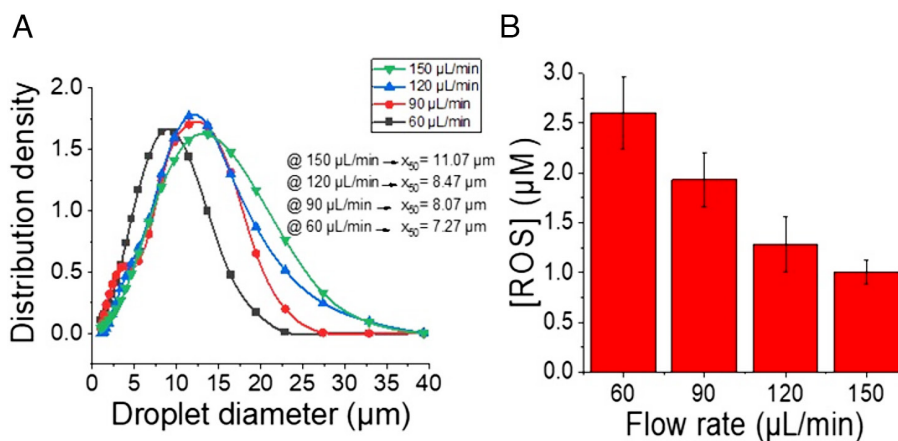 A
Distribution density
2.0
1.5
1.0
0.5
0.0
0 5 10 15 20 25 30 35 40
Droplet diameter (µm)
150 µL/min
120 µL/min
90 µL/min
60 µL/min
@ 150 µL/min → x50 = 11.07 µm
@ 120 µL/min → x50 = 8.47 µm
@ 90 µL/min → x50 = 8.07 µm
@ 60 µL/min → x50 = 7.27 µm
B
[ROS] (µM)
3.0
2.5
2.0
1.5
1.0
0.5
0.0
60 90 120 150
Flow rate (µL/min)